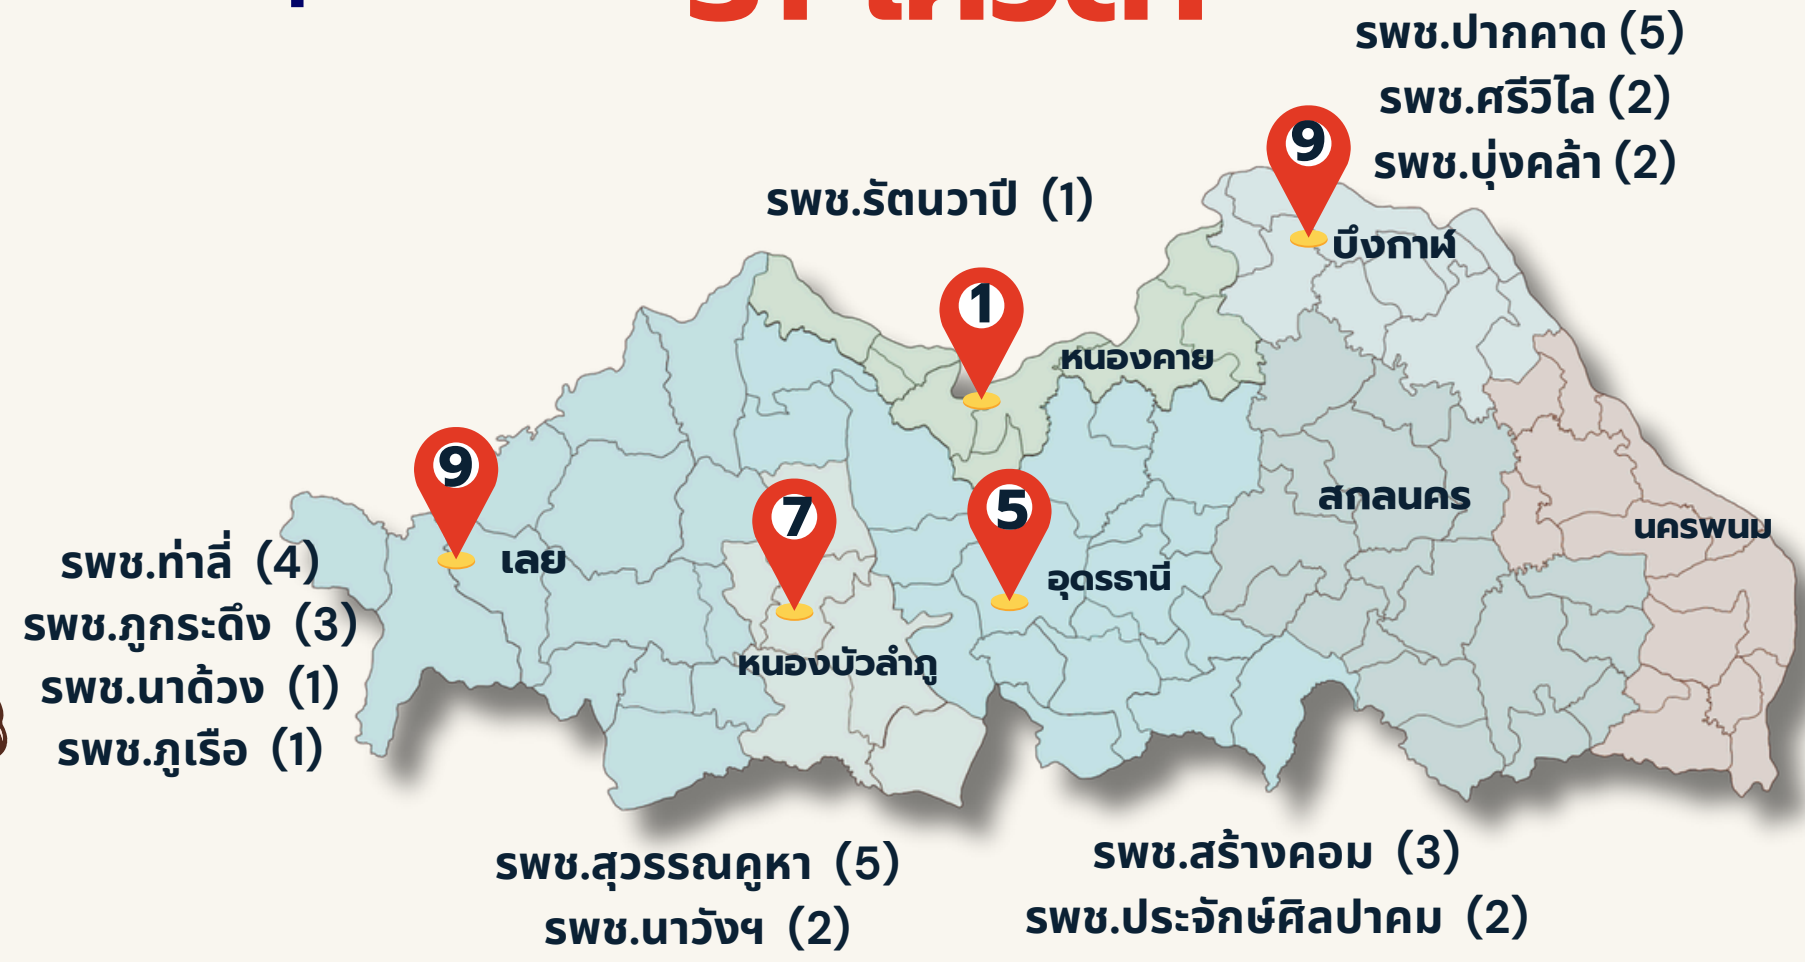 รพช.ปากคาด (5)
รพช.ศรีวิไล (2)
รพช.บุ่งคล้า (2)
9
บึงกาฬ
รพช.รัตนวาปี (1)
1
หนองคาย
9
เลย
7
หนองบัวลำภู
5
อุดรธานี
สกลนคร
นครพนม
รพช.ท่าลี่ (4)
รพช.ภูกระดึง (3)
รพช.นาด้วง (1)
รพช.ภูเรือ (1)
รพช.สุวรรณคูหา (5)
รพช.นาวังฯ (2)
รพช.สร้างคอม (3)
รพช.ประจักษ์ศิลปาคม (2)